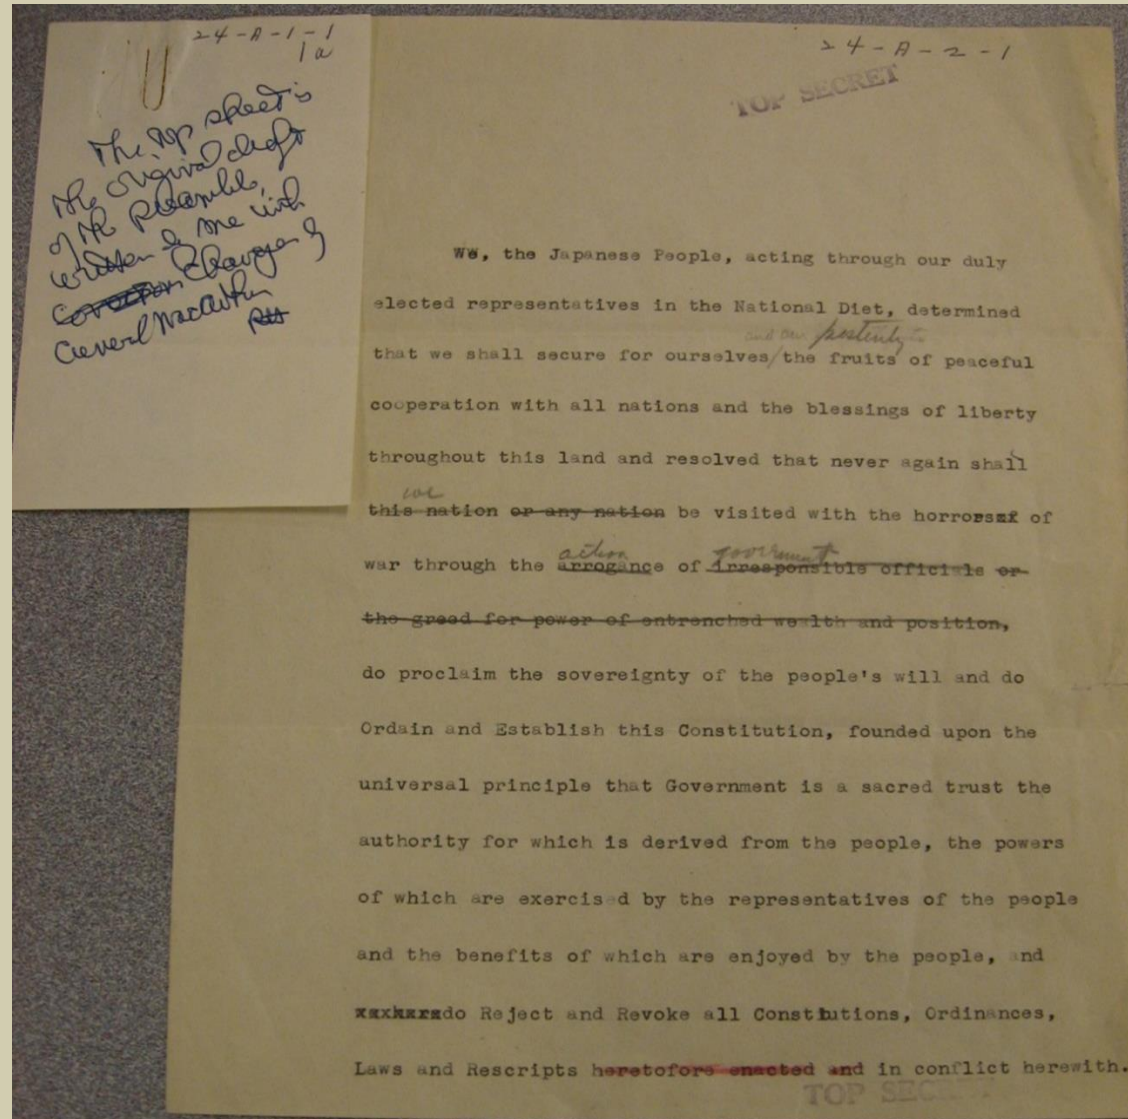 24-A-1-1
1a
The top sheet is
the original draft
of the preamble,
written by me with
changes by
General MacArthur
24-A-2-1
TOP SECRET
We, the Japanese People, acting through our duly
elected representatives in the National Diet, determined
and our posterity
that we shall secure for ourselves/the fruits of peaceful
cooperation with all nations and the blessings of liberty
throughout this land and resolved that never again shall
we
this nation or any nation be visited with the horrors of
action government
war through the arrogance of irresponsible officials or
the greed for power of entrenched wealth and position,
do proclaim the sovereignty of the people's will and do
Ordain and Establish this Constitution, founded upon the
universal principle that Government is a sacred trust the
authority for which is derived from the people, the powers
of which are exercised by the representatives of the people
and the benefits of which are enjoyed by the people, and
do Reject and Revoke all Constitutions, Ordinances,
Laws and Rescripts heretofore enacted and in conflict herewith.
TOP SECRET